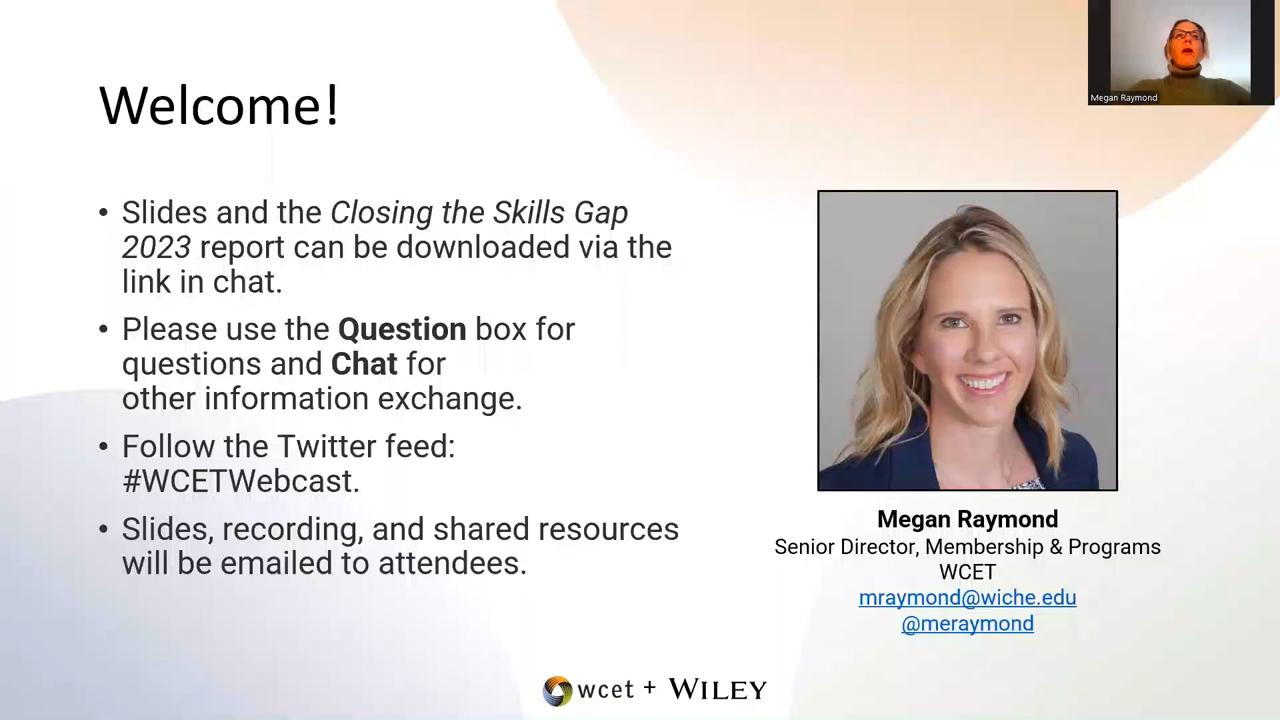 Megan Raymond
Welcome!
• Slides and the Closing the Skills Gap
2023 report can be downloaded via the
link in chat.
• Please use the Question box for
questions and Chat for
other information exchange.
• Follow the Twitter feed:
#WCETWebcast.
• Slides, recording, and shared resources
will be emailed to attendees.
Megan Raymond
Senior Director, Membership & Programs
WCET
mraymond@wiche.edu
@meraymond
wcet + WILEY